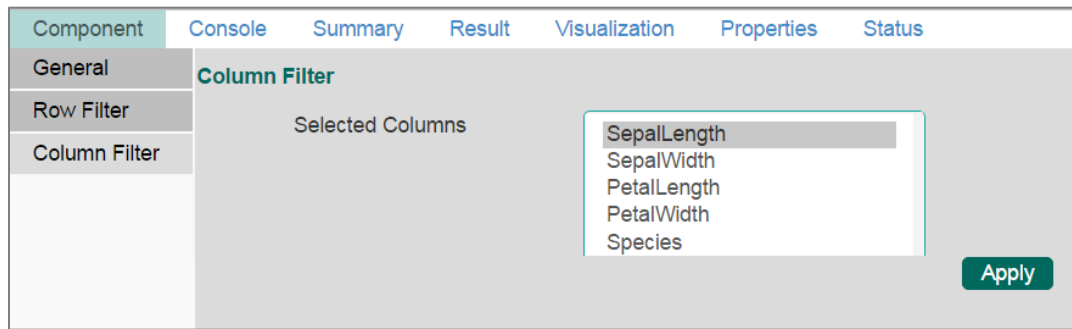 Component Console Summary Result Visualization Properties Status
General
Row Filter
Column Filter
Column Filter
Selected Columns
SepalLength
SepalWidth
PetalLength
PetalWidth
Species
Apply